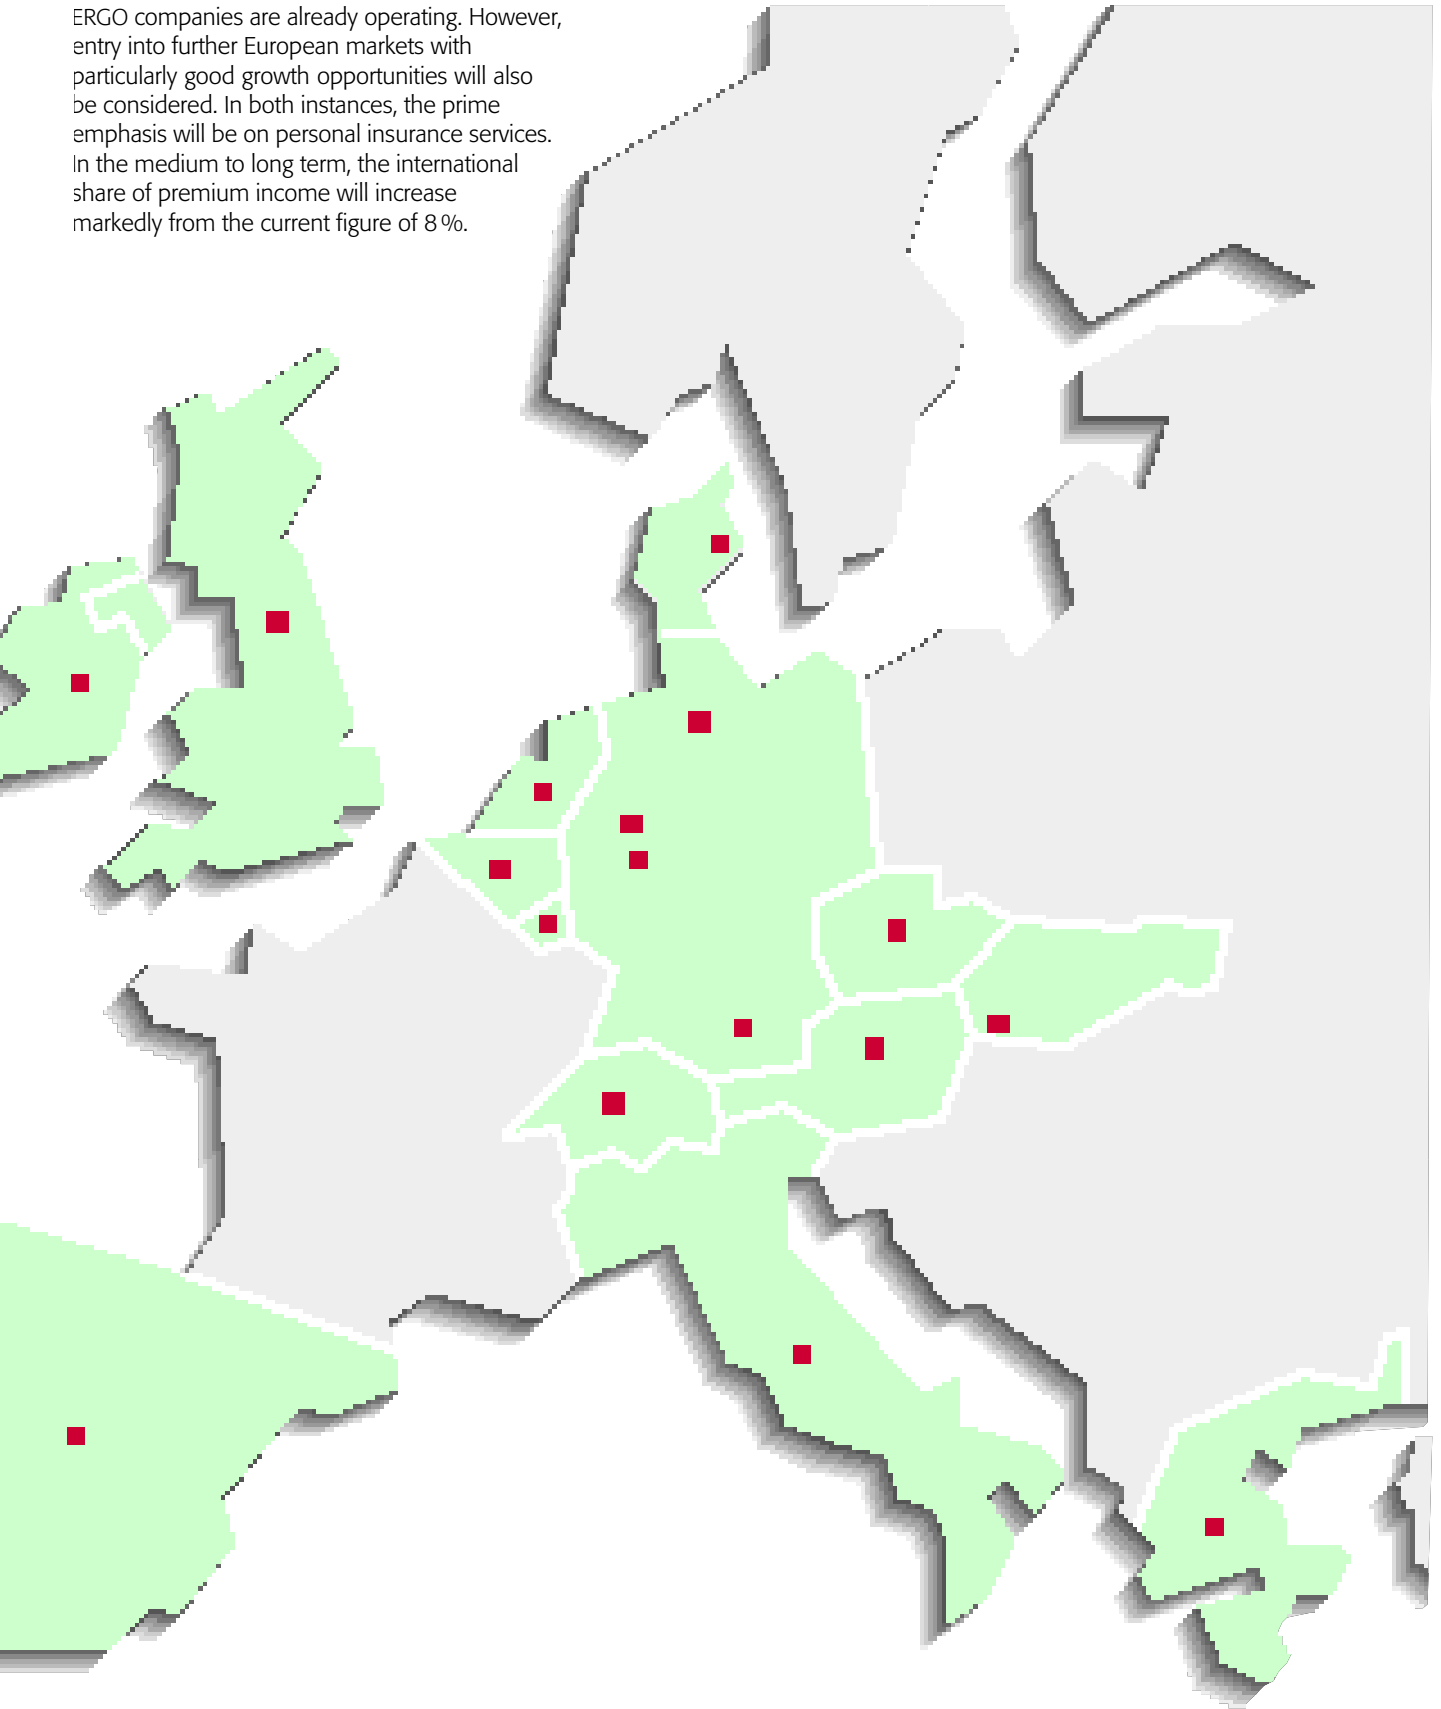 ERGO companies are already operating. However,
entry into further European markets with
particularly good growth opportunities will also
be considered. In both instances, the prime
emphasis will be on personal insurance services.
In the medium to long term, the international
share of premium income will increase
markedly from the current figure of 8 %.